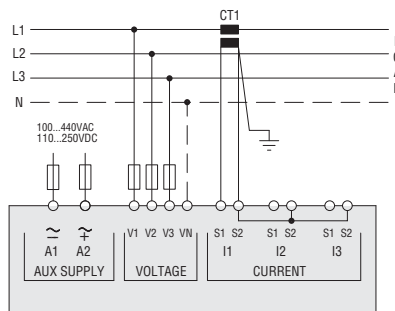 CT1
L1
L2
L3
N
100...440VAC
110...250VDC
V1 V2 V3 VN S1 S2 S1 S2 S1 S2
A1 A2 I1 I2 I3
AUX SUPPLY VOLTAGE CURRENT